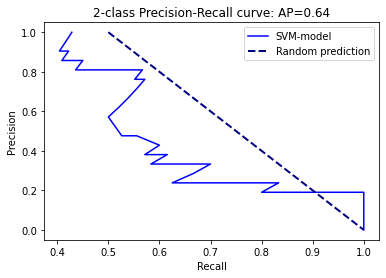 2-class Precision-Recall curve: AP=0.64
SVM-model
Random prediction
1.0
0.8
0.6
0.4
0.2
0.0
Precision
0.4 0.5 0.6 0.7 0.8 0.9 1.0
Recall